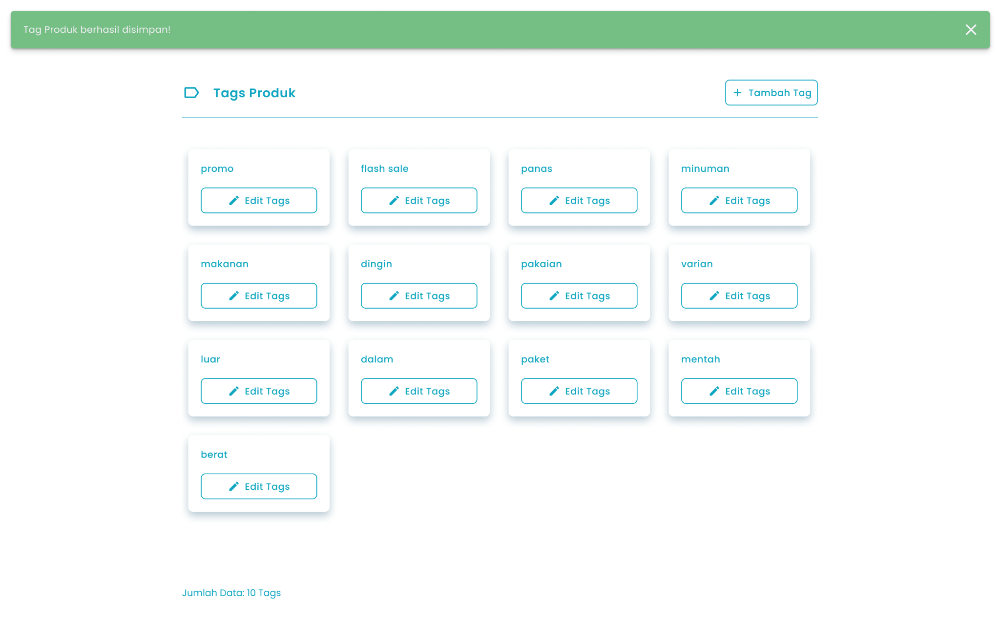 Tag Produk berhasil disimpan!
Tags Produk
Tambah Tag
promo
flash sale
panas
minuman
Edit Tags
Edit Tags
Edit Tags
Edit Tags
makanan
dingin
pakaian
varian
Edit Tags
Edit Tags
Edit Tags
Edit Tags
luar
dalam
paket
mentah
Edit Tags
Edit Tags
Edit Tags
Edit Tags
berat
Edit Tags
Jumlah Data: 10 Tags